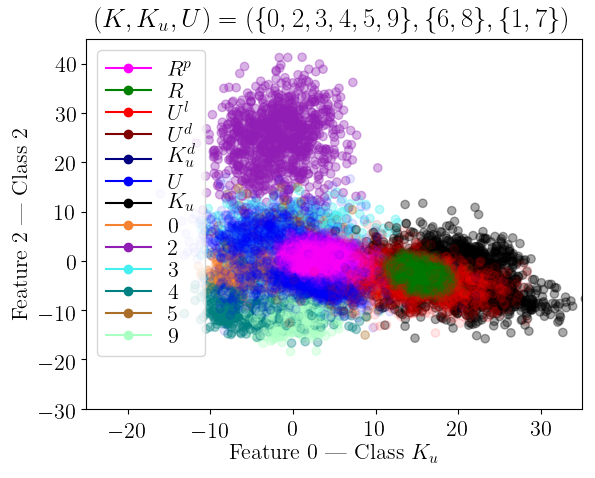 (K, K_u, U) = ({0, 2, 3, 4, 5, 9}, {6, 8}, {1, 7})
40
30
20
10
0
−10
−20
−30
Feature 2 — Class 2
R^p
R
U^l
U^d
K_u^d
U
K_u
0
2
3
4
5
9
−20 −10 0 10 20 30
Feature 0 — Class K_u